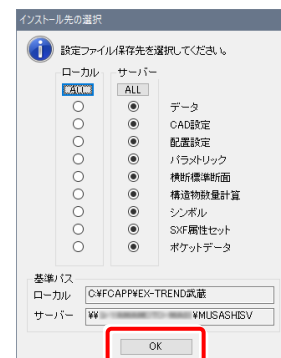 インストール先の選択
設定ファイル保存先を選択してください。
ローカル サーバー
ALL ALL
データ
CAD設定
配置設定
パラメトリック
横断標準断面
構造物数量計算
シンボル
SXF属性セット
ポケットデータ
基準パス
ローカル C:¥FCAPP¥EX-TREND武蔵
サーバー ¥¥ ¥MUSASHISV
OK